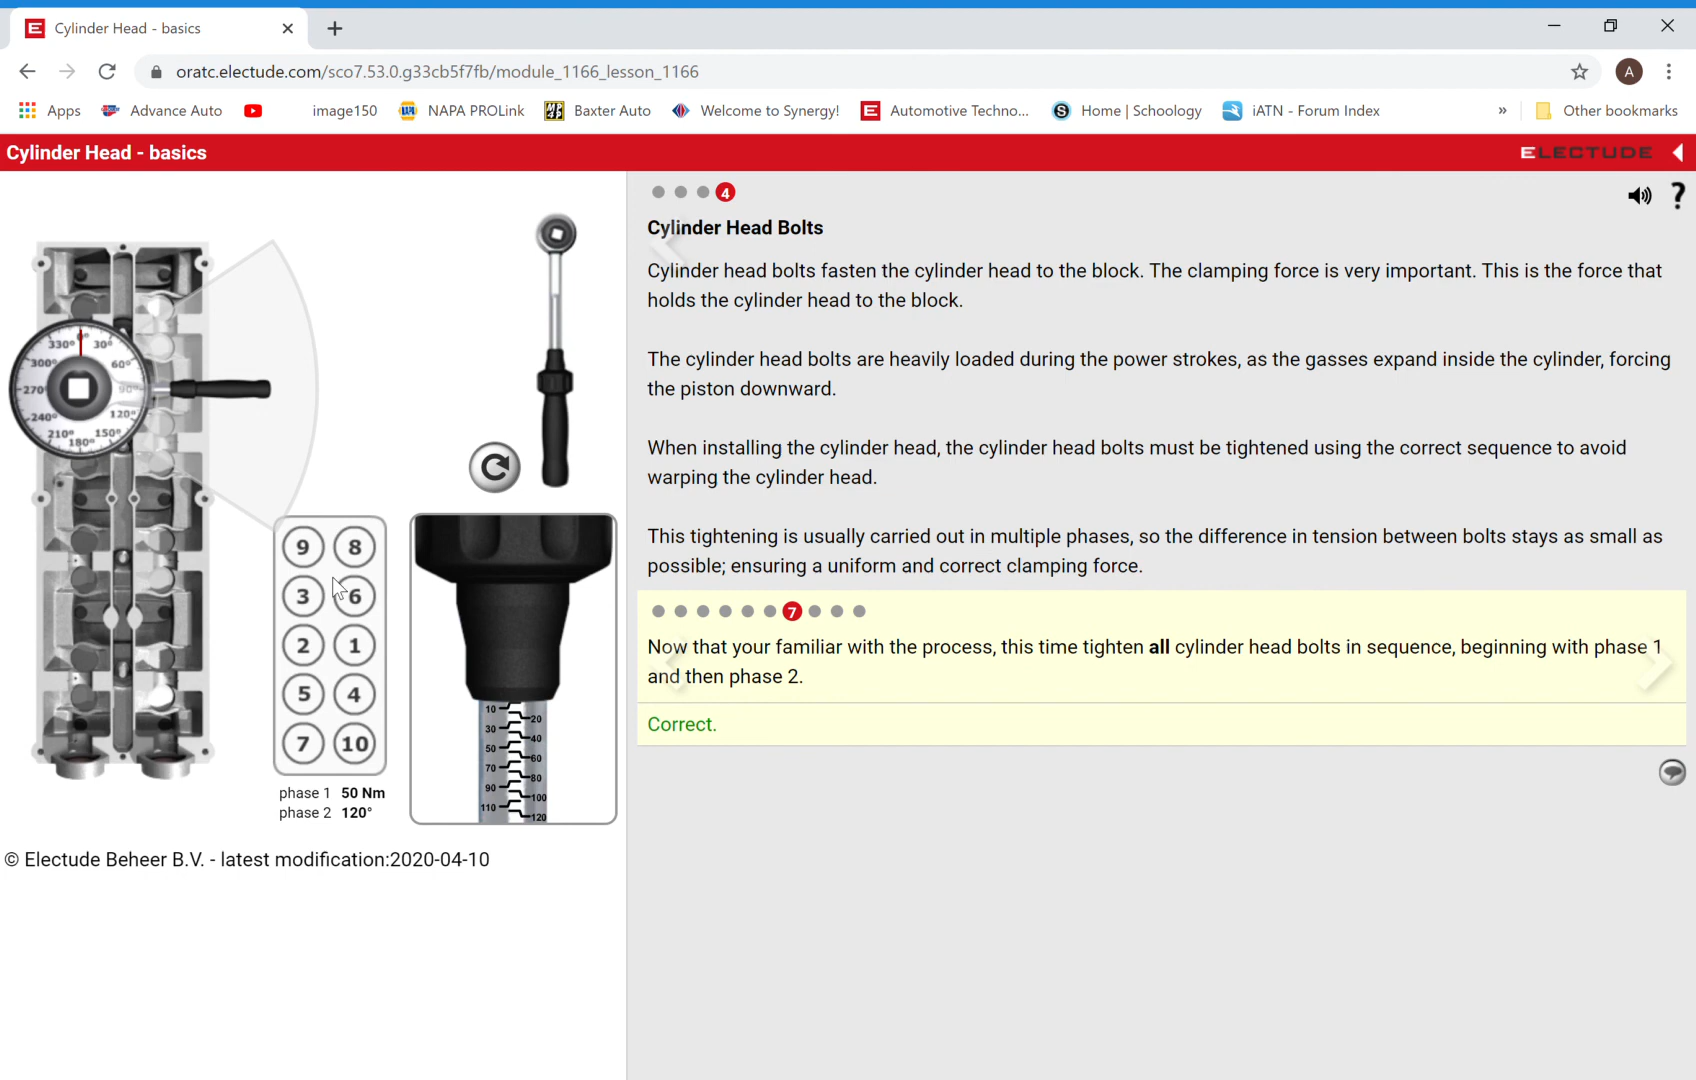 Cylinder Head - basics
oratc.electude.com/sco7.53.0.g33cb5f7fb/module_1166_lesson_1166
A
Apps
Advance Auto
image150
NAPA PROLink
Baxter Auto
Welcome to Synergy!
Automotive Techno...
Home | Schoology
iATN - Forum Index
»
Other bookmarks
Cylinder Head - basics
ELECTUDE
4
?
Cylinder Head Bolts
Cylinder head bolts fasten the cylinder head to the block. The clamping force is very important. This is the force that
holds the cylinder head to the block.
The cylinder head bolts are heavily loaded during the power strokes, as the gasses expand inside the cylinder, forcing
the piston downward.
When installing the cylinder head, the cylinder head bolts must be tightened using the correct sequence to avoid
warping the cylinder head.
This tightening is usually carried out in multiple phases, so the difference in tension between bolts stays as small as
possible; ensuring a uniform and correct clamping force.
7
Now that your familiar with the process, this time tighten all cylinder head bolts in sequence, beginning with phase 1
and then phase 2.
Correct.
330° 0° 30°
300° 60°
270° 90°
240° 120°
210° 150°
180°
9 8
3 6
2 1
5 4
7 10
phase 1 50 Nm
phase 2 120°
10
20
30
40
50
60
70
80
90
100
110
120
© Electude Beheer B.V. - latest modification:2020-04-10